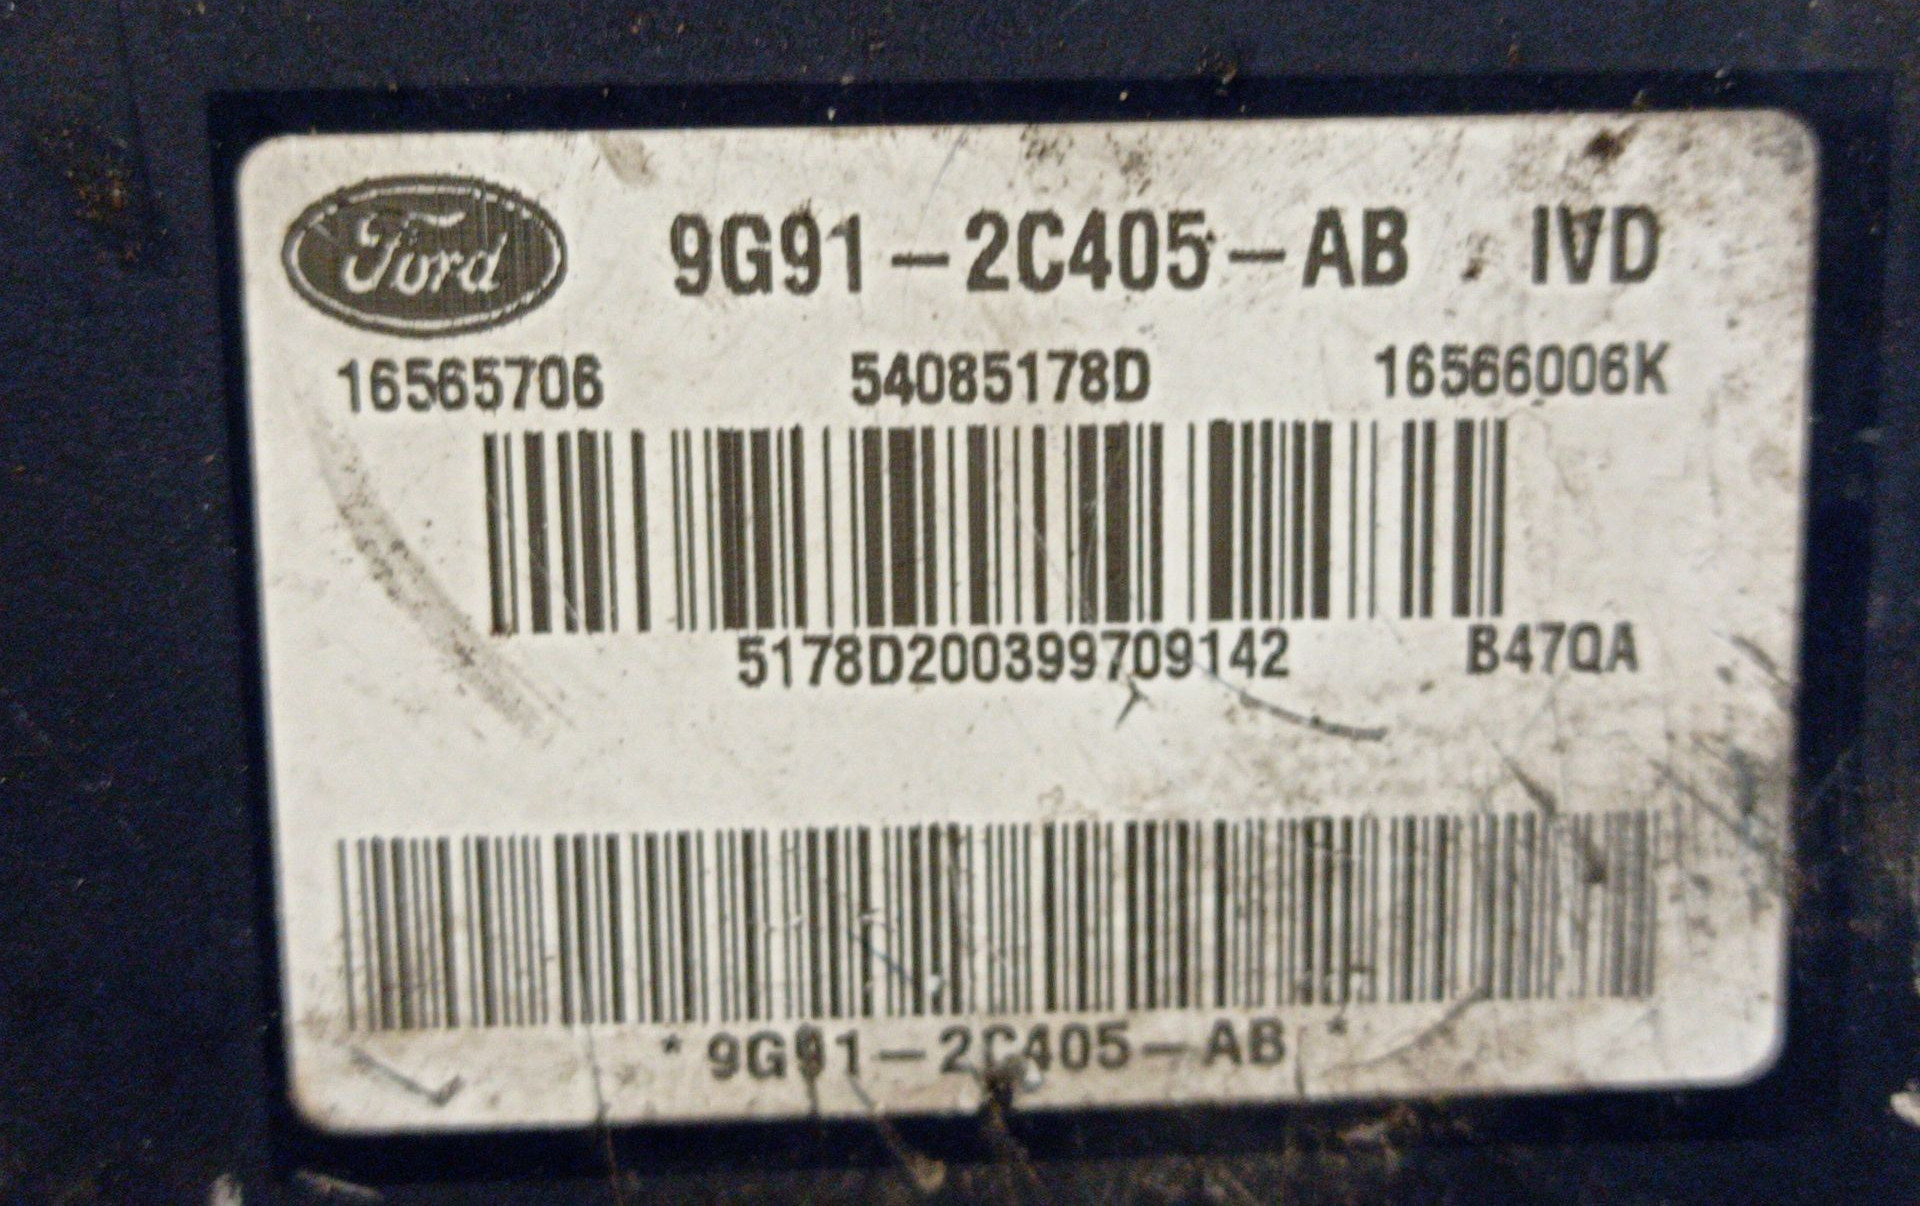 Ford 9G91-2C405-AB IVD
16565706 54085178D 16566006K
5178D200399709142 B47QA
* 9G91-2C405-AB *